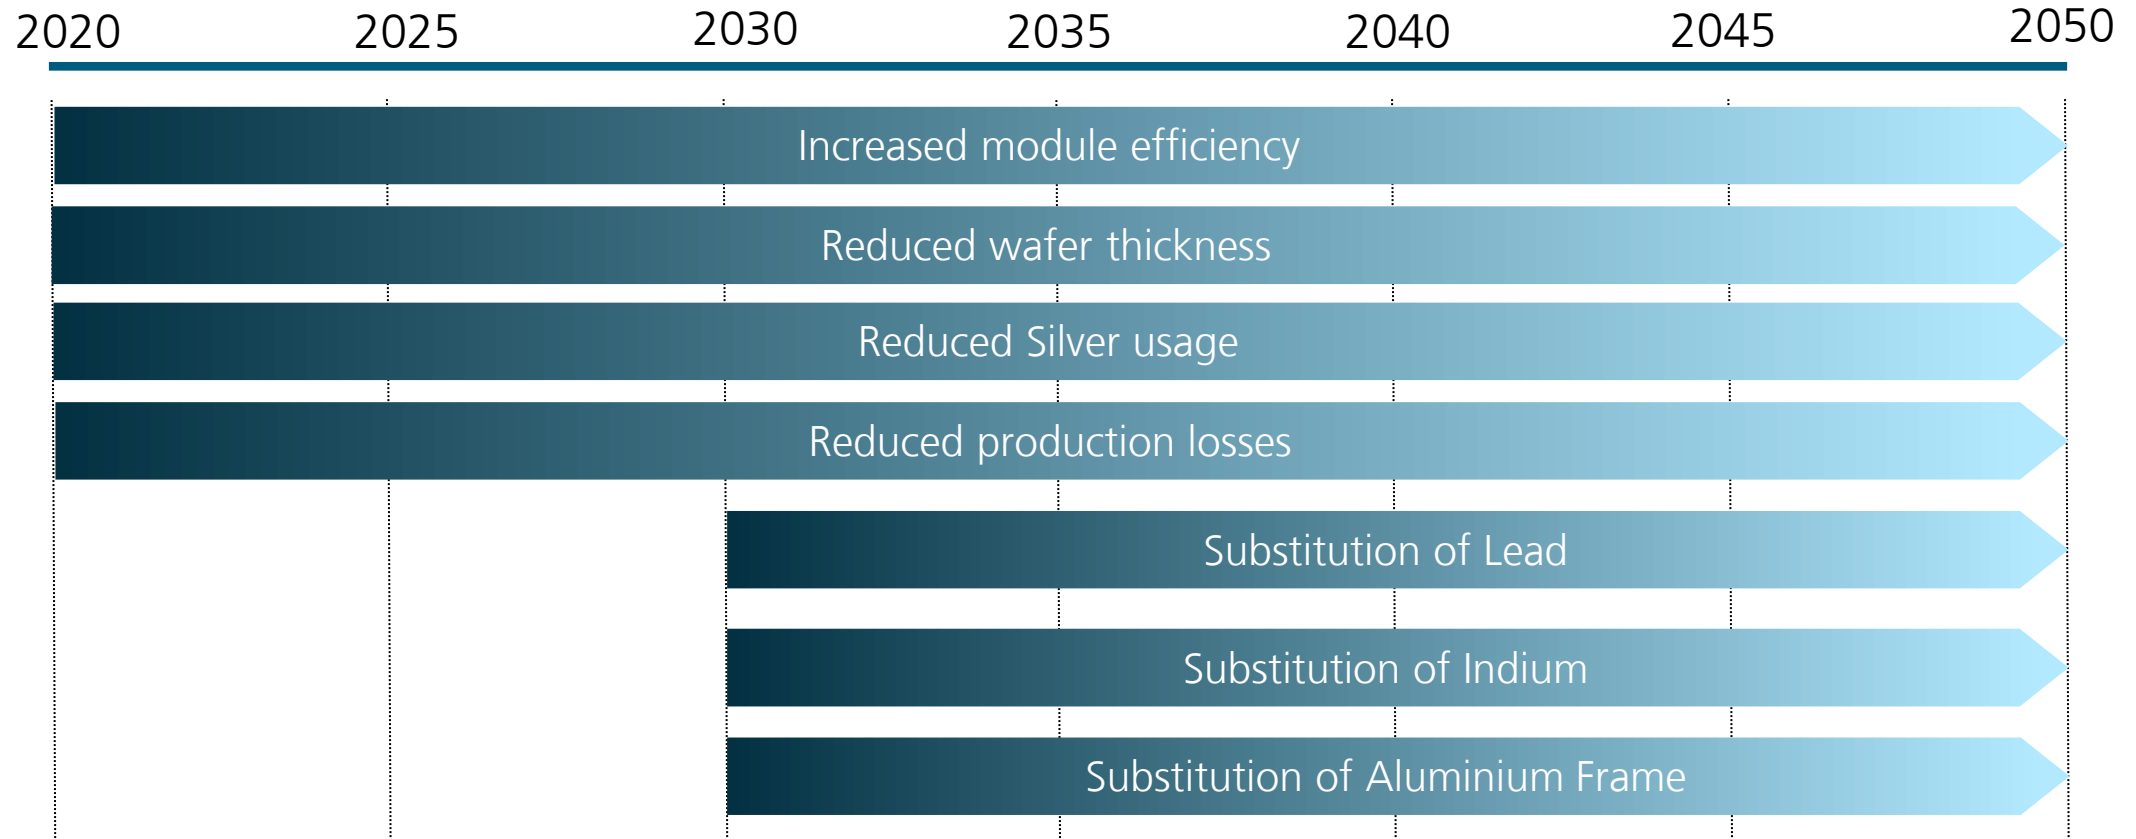 2020 2025 2030 2035 2040 2045 2050
Increased module efficiency
Reduced wafer thickness
Reduced Silver usage
Reduced production losses
Substitution of Lead
Substitution of Indium
Substitution of Aluminium Frame